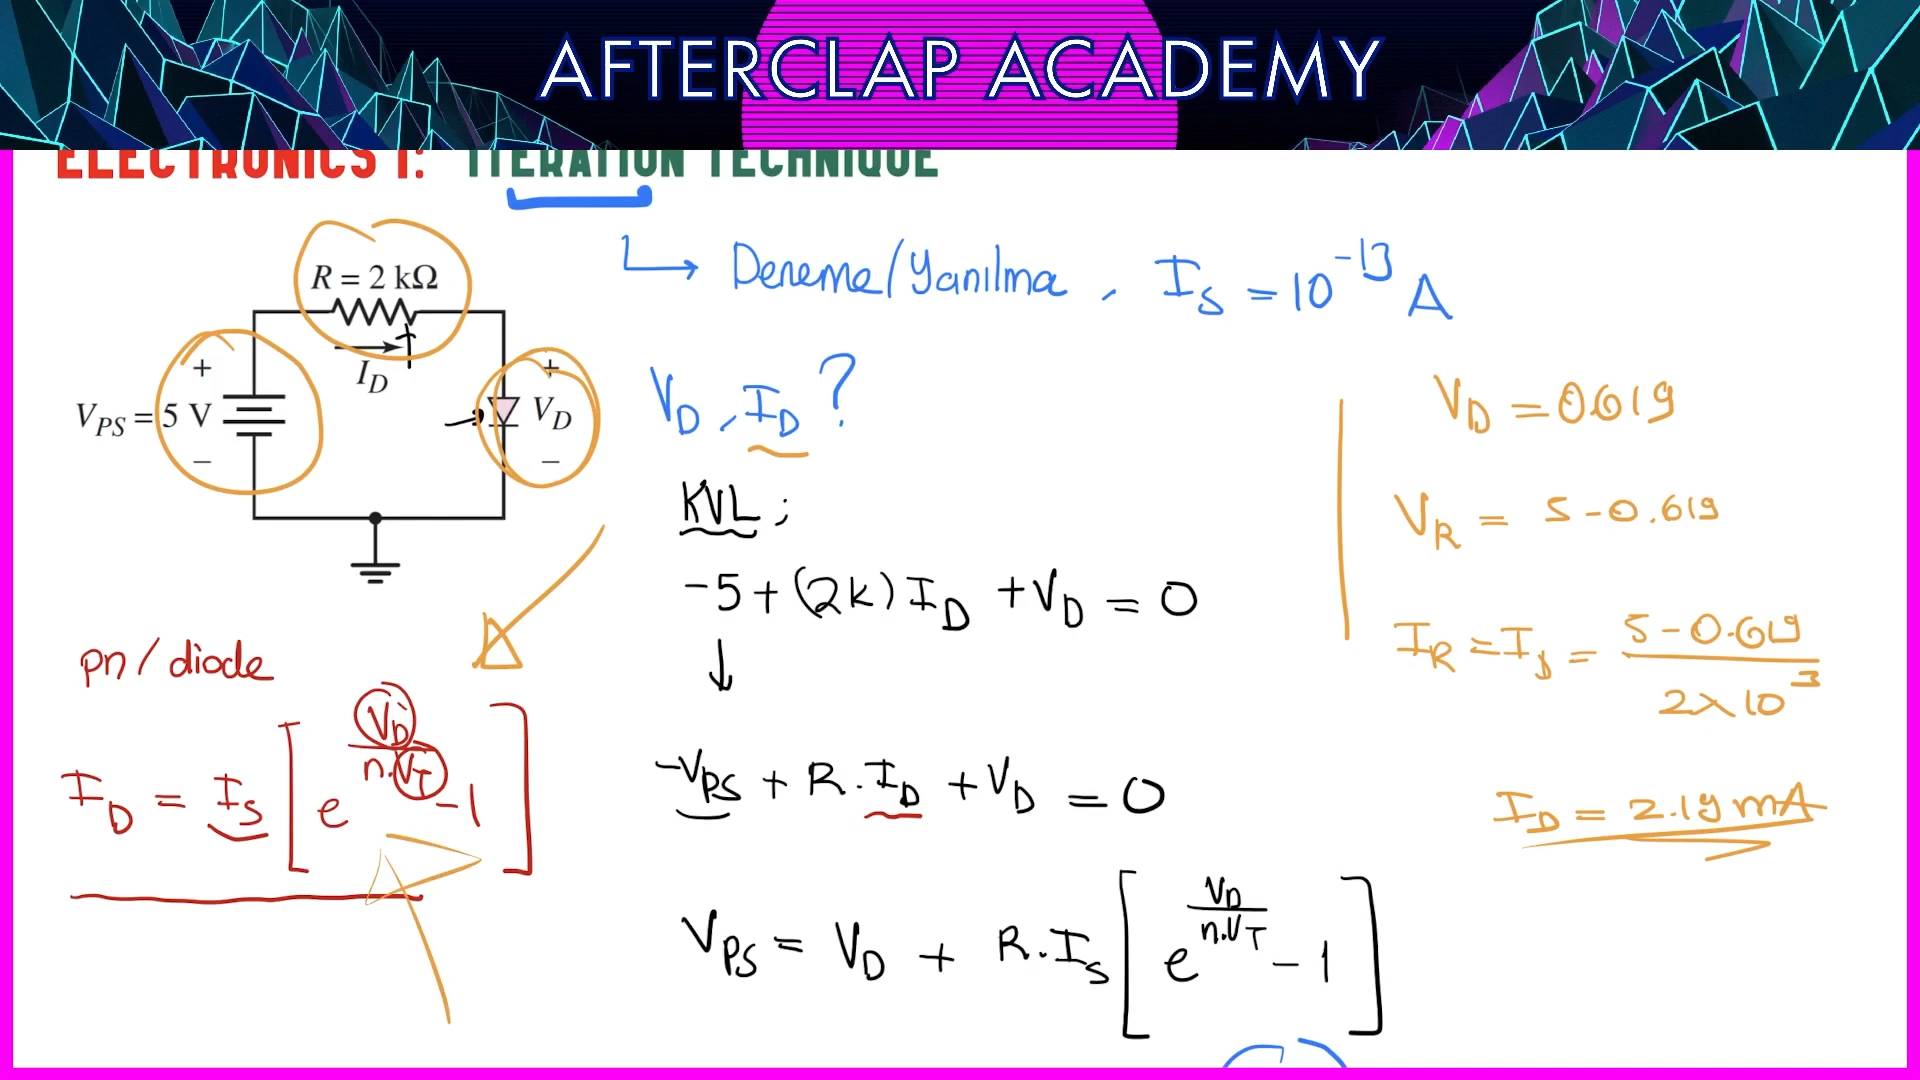 AFTERCLAP ACADEMY
ELECTRONICS 1: ITERATION TECHNIQUE
Deneme/Yanılma, I_S = 10^-13 A
R = 2 kΩ
I_D
+
V_PS = 5 V
−
+
V_D
−
V_D, I_D?
KVL;
-5 + (2k) I_D + V_D = 0
-V_PS + R. I_D + V_D = 0
V_PS = V_D + R. I_S [e^(V_D/n.V_T) - 1]
pn/diode
I_D = I_S [e^(V_D/n.V_T) - 1]
V_D = 0.619
V_R = 5 - 0.619
I_R = I_D = (5 - 0.619)/(2x10^3)
I_D = 2.19 mA